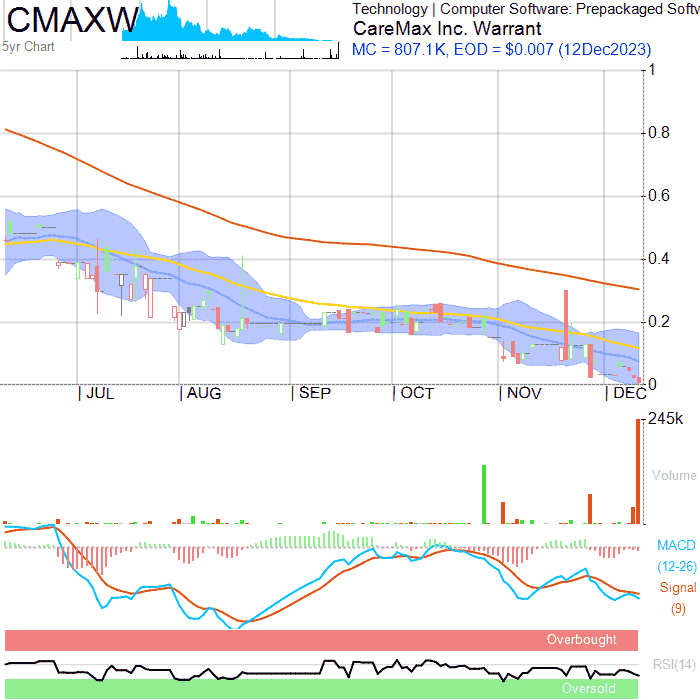 CMAXW
Technology | Computer Software: Prepackaged Softw
CareMax Inc. Warrant
5yr Chart
MC = 807.1K, EOD = $0.007 (12Dec2023)
1
0.8
0.6
0.4
0.2
0
| JUL | AUG | SEP | OCT | NOV | DEC
245k
Volume
MACD
(12-26)
Signal
(9)
Overbought
RSI(14)
Oversold